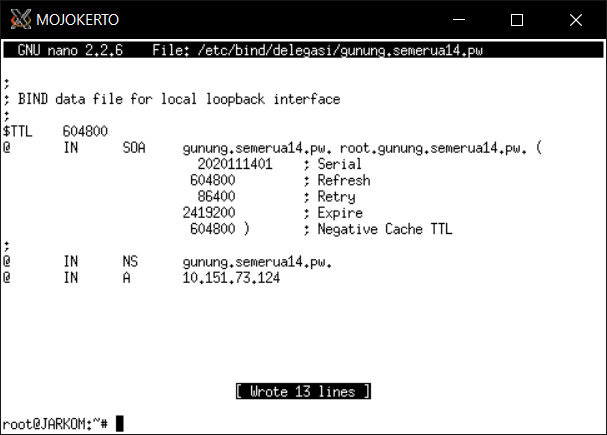 MOJOKERTO
GNU nano 2.2.6    File: /etc/bind/delegasi/gunung.semerua14.pw
;
; BIND data file for local loopback interface
;
$TTL    604800
@       IN      SOA     gunung.semerua14.pw. root.gunung.semerua14.pw. (
                          2020111401    ; Serial
                         604800         ; Refresh
                          86400         ; Retry
                        2419200         ; Expire
                         604800 )       ; Negative Cache TTL
;
@       IN      NS      gunung.semerua14.pw.
@       IN      A       10.151.73.124
[ Wrote 13 lines ]
root@JARKOM:~#